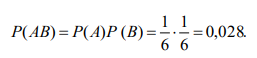 P(AB) = P(A)P (B) = 1/6 · 1/6 = 0,028.